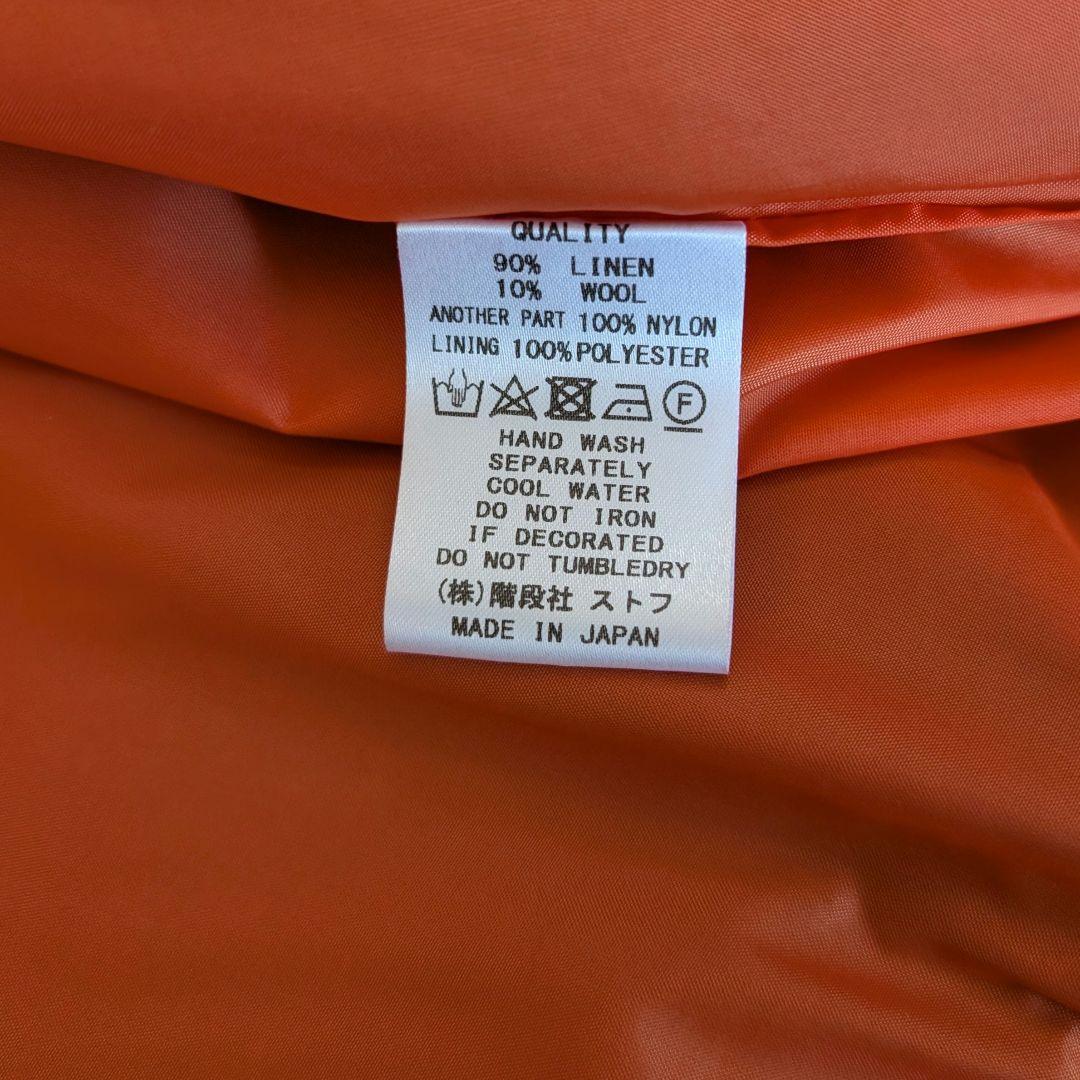 QUALITY
90% LINEN
10% WOOL
ANOTHER PART 100% NYLON
LINING 100%POLYESTER
F
HAND WASH
SEPARATELY
COOL WATER
DO NOT IRON
IF DECORATED
DO NOT TUMBLEDRY
(株)階段社 ストフ
MADE IN JAPAN